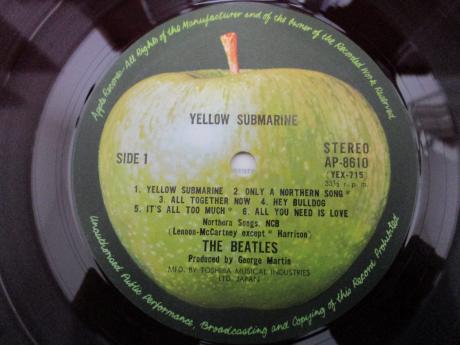 Apple Records · All Rights of the Manufacturer and of the Owner of the Recorded Work Reserved
YELLOW SUBMARINE
SIDE 1
STEREO
AP-8610
(YEX-715)
33⅓ r.p.m.
1. YELLOW SUBMARINE 2. ONLY A NORTHERN SONG*
3. ALL TOGETHER NOW 4. HEY BULLDOG
5. IT'S ALL TOO MUCH* 6. ALL YOU NEED IS LOVE
Northern Songs, NCB
(Lennon-McCartney except * Harrison)
THE BEATLES
Produced by George Martin
MFD. BY TOSHIBA MUSICAL INDUSTRIES
LTD. JAPAN
Unauthorised Public Performance, Broadcasting and Copying of this Record Prohibited